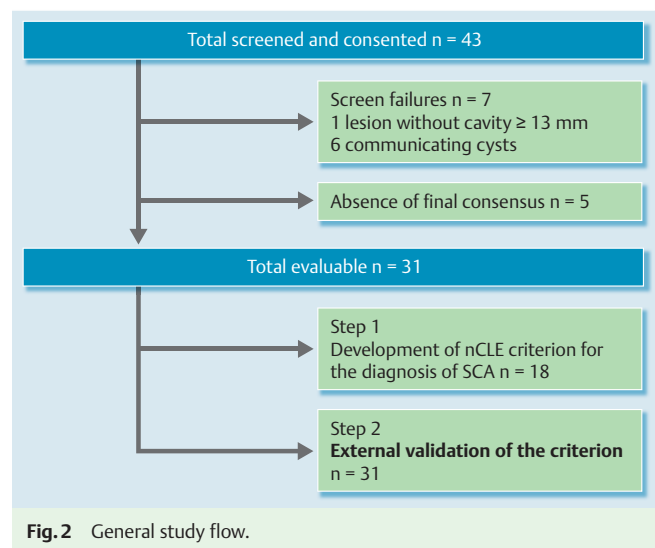 Total screened and consented n = 43
Screen failures n = 7
1 lesion without cavity ≥ 13 mm
6 communicating cysts
Absence of final consensus n = 5
Total evaluable n = 31
Step 1
Development of nCLE criterion for
the diagnosis of SCA n = 18
Step 2
External validation of the criterion
n = 31
Fig. 2 General study flow.